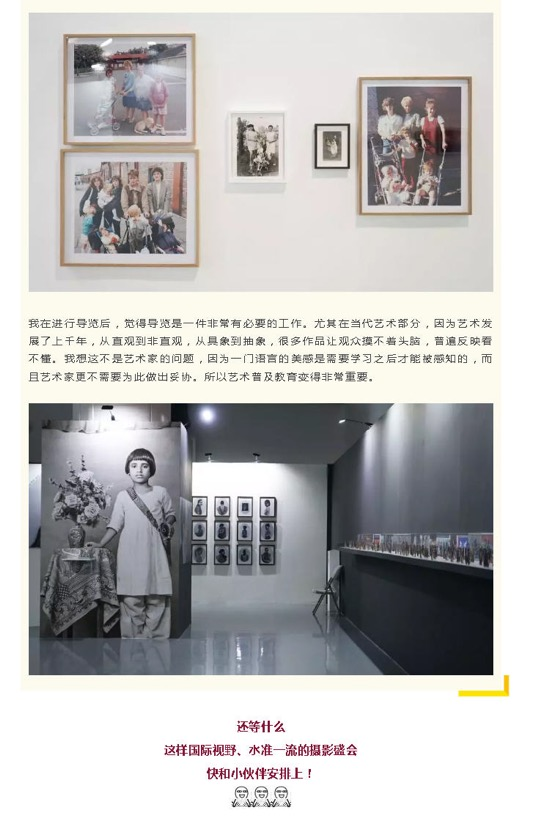 我在进行导览后，觉得导览是一件非常有必要的工作。尤其在当代艺术部分，因为艺术发
展了上千年，从直观到非直观，从具象到抽象，很多作品让观众摸不着头脑，普遍反映看
不懂。我想这不是艺术家的问题，因为一门语言的美感是需要学习之后才能被感知的，而
且艺术家更不需要为此做出妥协。所以艺术普及教育变得非常重要。
还等什么
这样国际视野、水准一流的摄影盛会
快和小伙伴安排上！